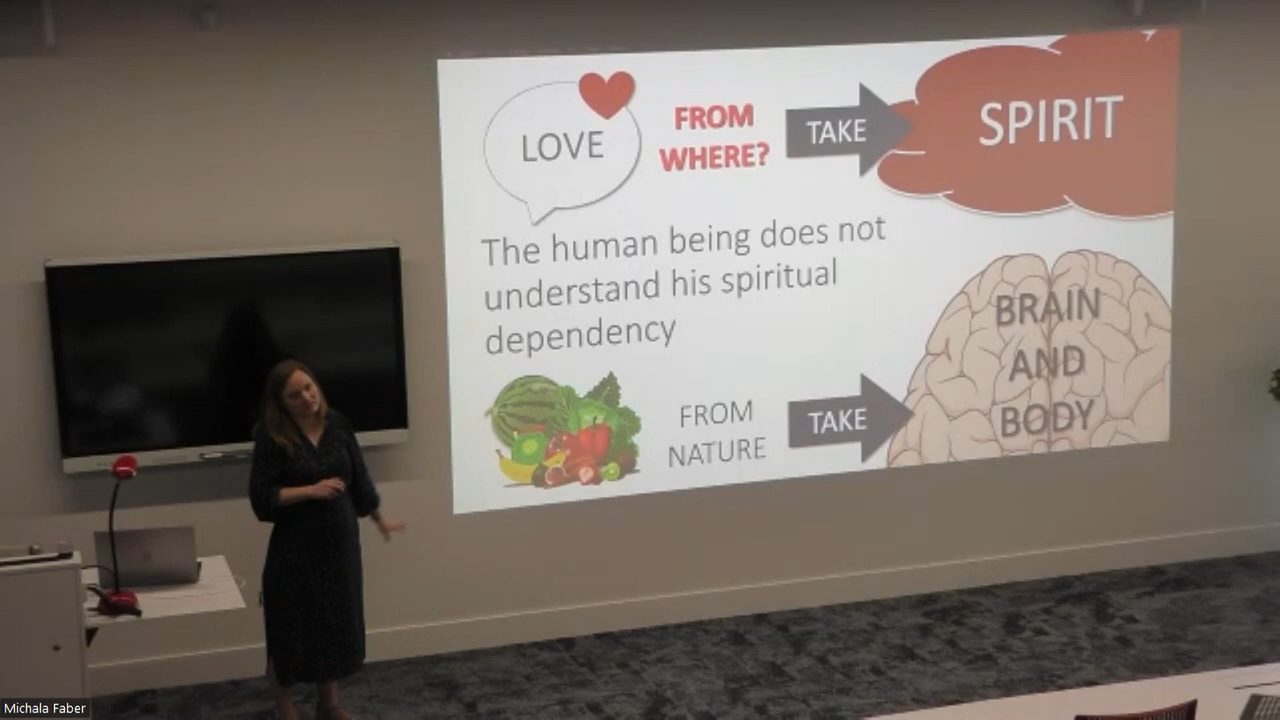 LOVE
FROM
WHERE?
TAKE
SPIRIT
The human being does not
understand his spiritual
dependency
FROM
NATURE
TAKE
BRAIN
AND
BODY
Michala Faber